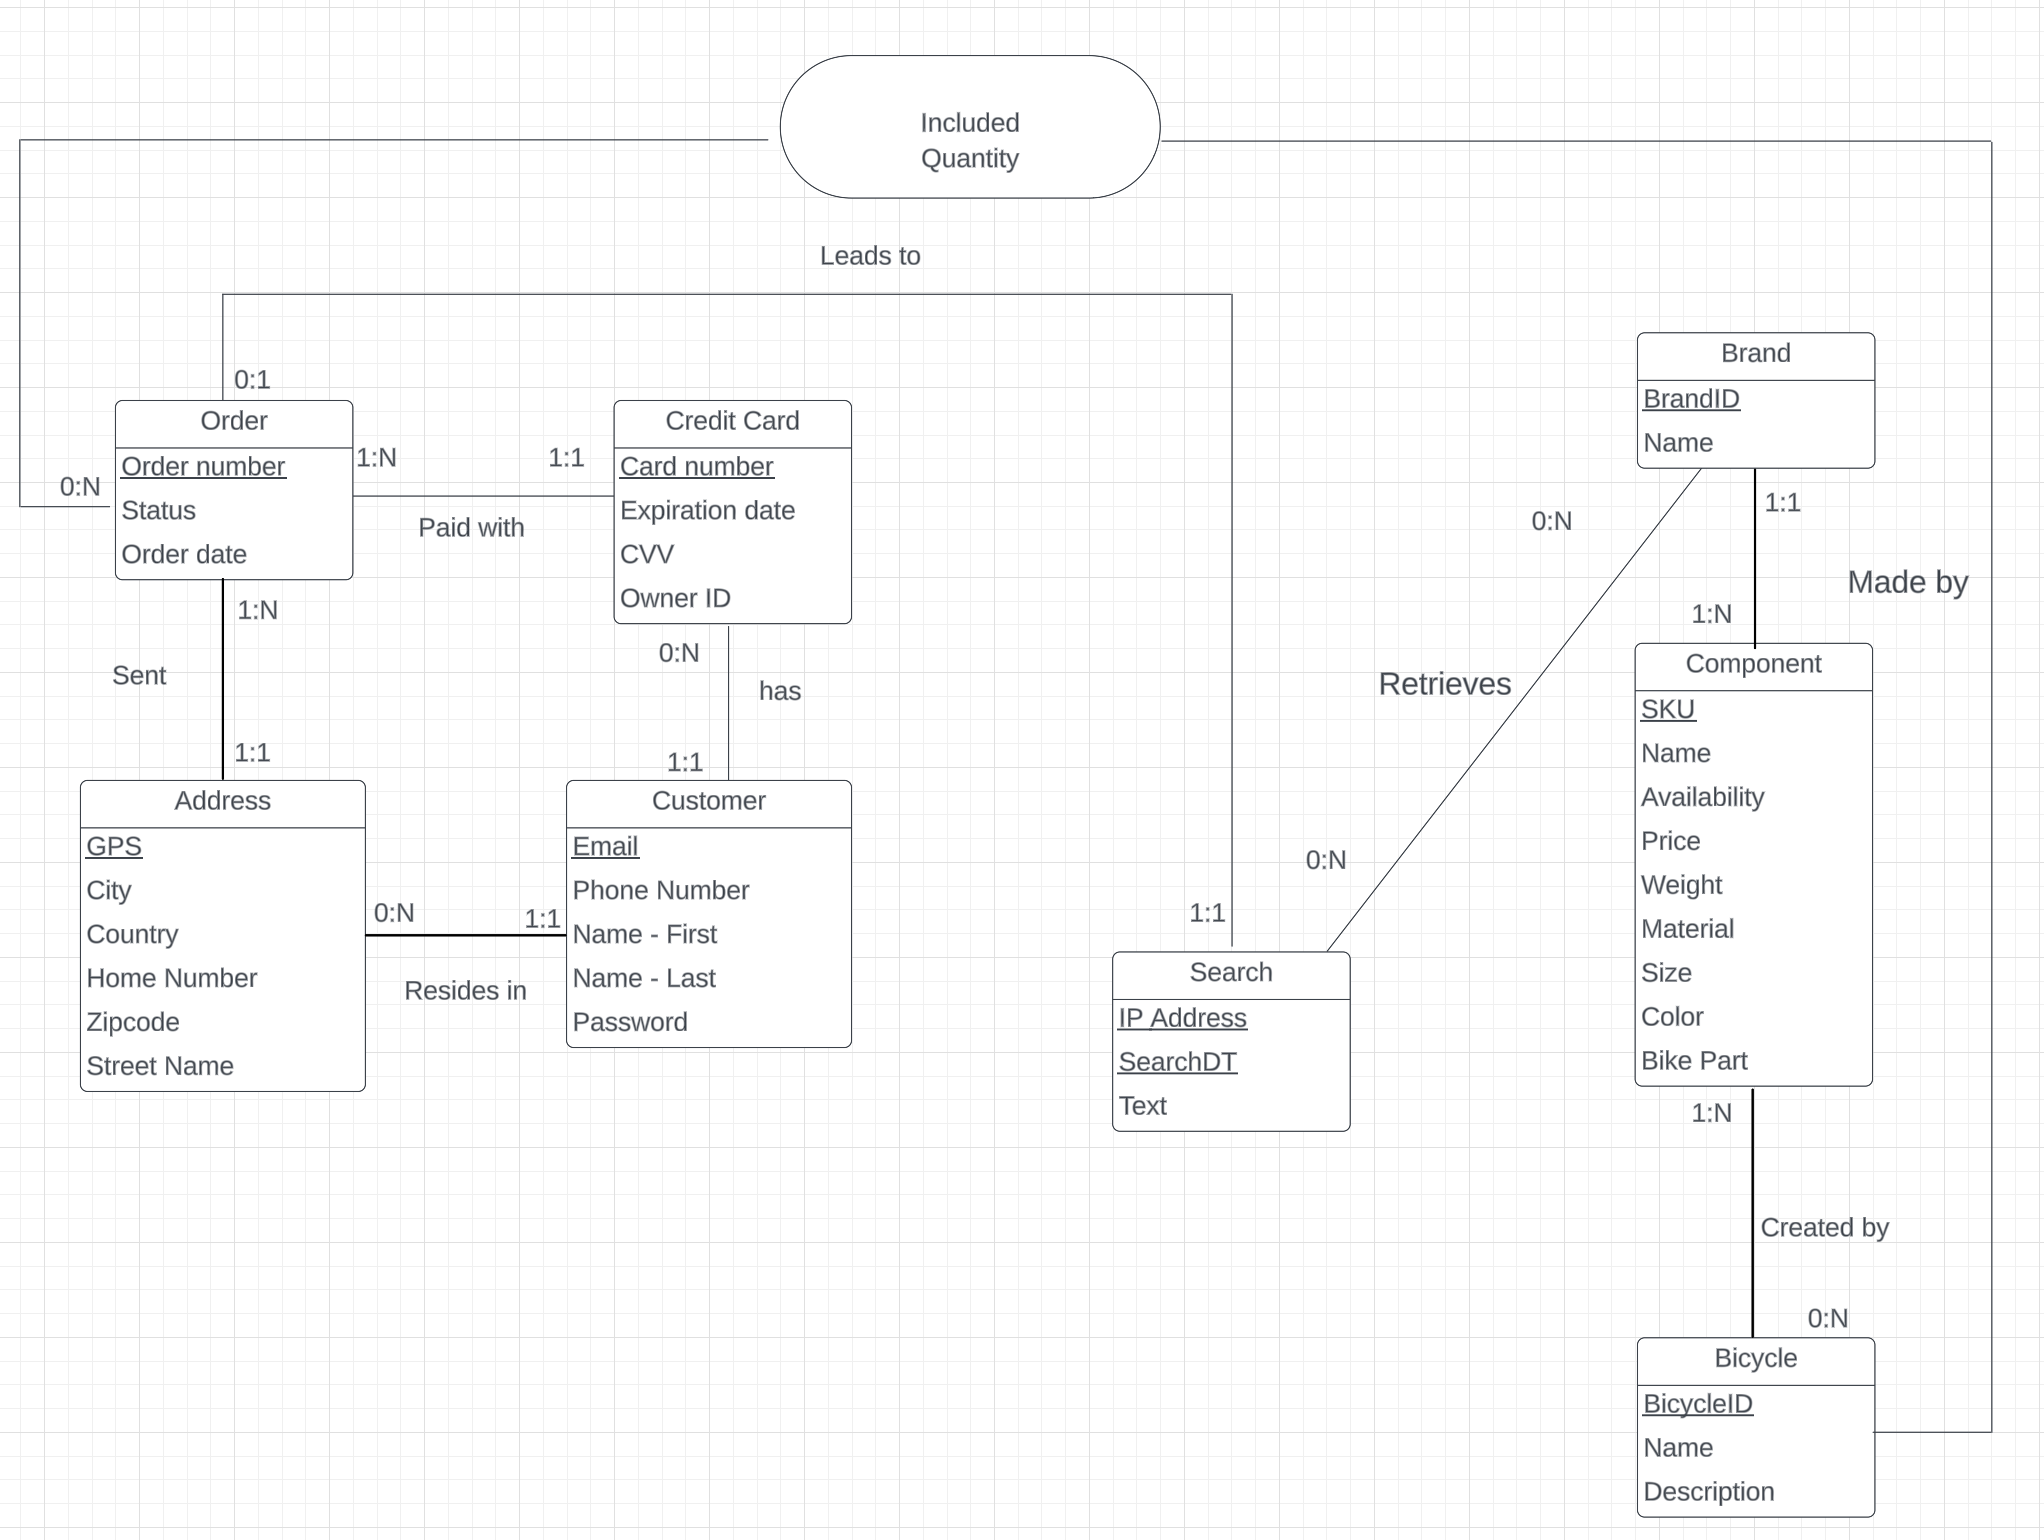 Included
Quantity
Leads to
0:1
Order
Order number
Status
Order date
0:N
1:N
1:1
Paid with
Credit Card
Card number
Expiration date
CVV
Owner ID
1:N
Sent
1:1
0:N
has
1:1
Address
GPS
City
Country
Home Number
Zipcode
Street Name
0:N
1:1
Resides in
Customer
Email
Phone Number
Name - First
Name - Last
Password
Brand
BrandID
Name
0:N
1:1
Made by
1:N
Retrieves
0:N
1:1
Search
IP Address
SearchDT
Text
Component
SKU
Name
Availability
Price
Weight
Material
Size
Color
Bike Part
1:N
Created by
0:N
Bicycle
BicycleID
Name
Description